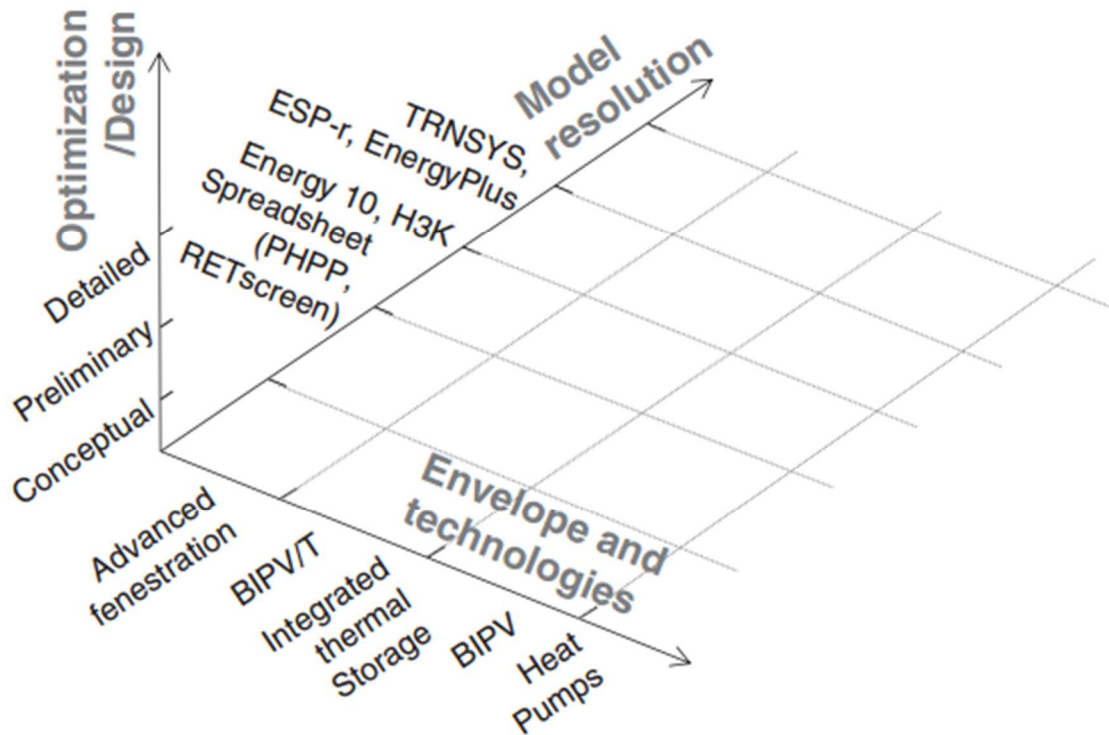 Optimization
/Design
Detailed
Preliminary
Conceptual
Model
resolution
TRNSYS,
ESP-r, EnergyPlus
Energy 10, H3K
Spreadsheet
(PHPP,
RETscreen)
Envelope and
technologies
Advanced
fenestration
BIPV/T
Integrated
thermal
Storage
BIPV
Heat
Pumps